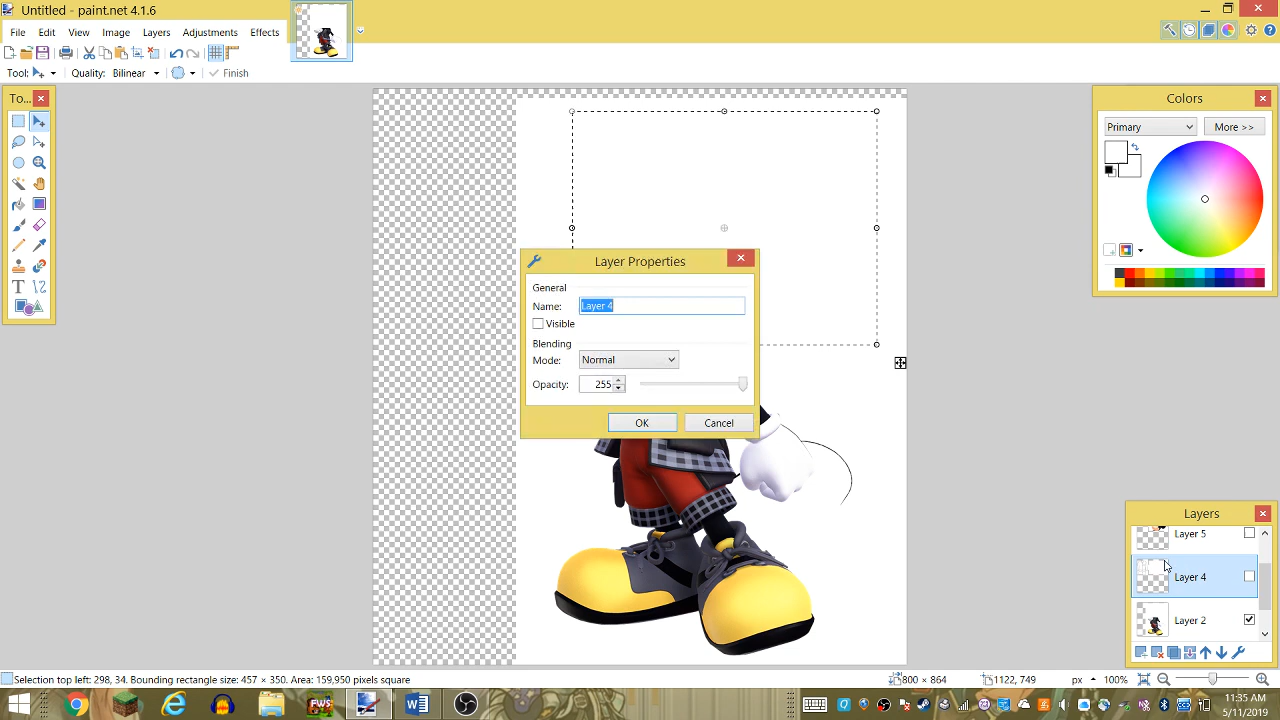 Untitled - paint.net 4.1.6
File Edit View Image Layers Adjustments Effects
Tool: Quality: Bilinear Finish
To...
Colors
Primary More >>
Layer Properties
General
Name: Layer 4
Visible
Blending
Mode: Normal
Opacity: 255
OK Cancel
Layers
Layer 5
Layer 4
Layer 2
Selection top left: 298, 34. Bounding rectangle size: 457 × 350. Area: 159,950 pixels square
800 × 864
1122, 749
px
100%
FWS
11:35 AM
5/11/2019